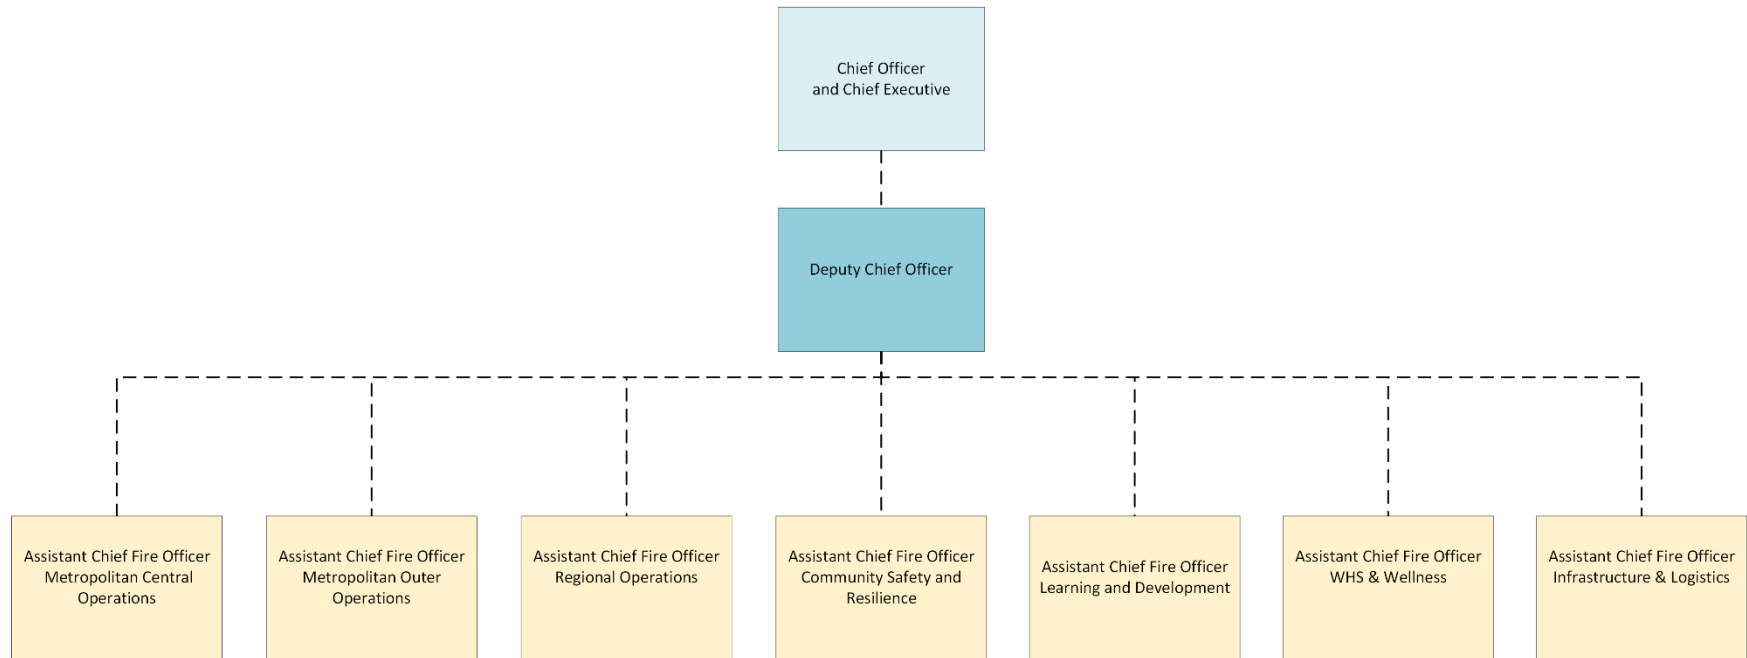 Chief Officer
and Chief Executive
Deputy Chief Officer
Assistant Chief Fire Officer
Metropolitan Central
Operations
Assistant Chief Fire Officer
Metropolitan Outer
Operations
Assistant Chief Fire Officer
Regional Operations
Assistant Chief Fire Officer
Community Safety and
Resilience
Assistant Chief Fire Officer
Learning and Development
Assistant Chief Fire Officer
WHS & Wellness
Assistant Chief Fire Officer
Infrastructure & Logistics